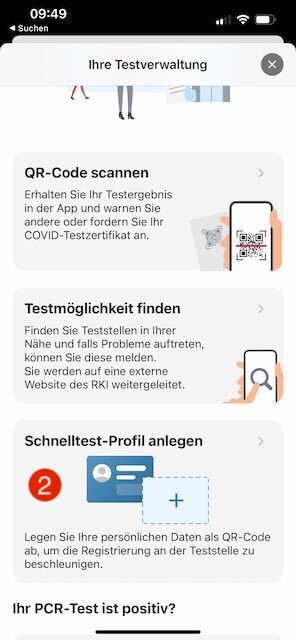 09:49
◀ Suchen
Ihre Testverwaltung
QR-Code scannen
Erhalten Sie Ihr Testergebnis
in der App und warnen Sie
andere oder fordern Sie Ihr
COVID-Testzertifikat an.
Testmöglichkeit finden
Finden Sie Teststellen in Ihrer
Nähe und falls Probleme auftreten,
können Sie diese melden.
Sie werden auf eine externe
Website des RKI weitergeleitet.
Schnelltest-Profil anlegen
2
Legen Sie Ihre persönlichen Daten als QR-Code
ab, um die Registrierung an der Teststelle zu
beschleunigen.
Ihr PCR-Test ist positiv?